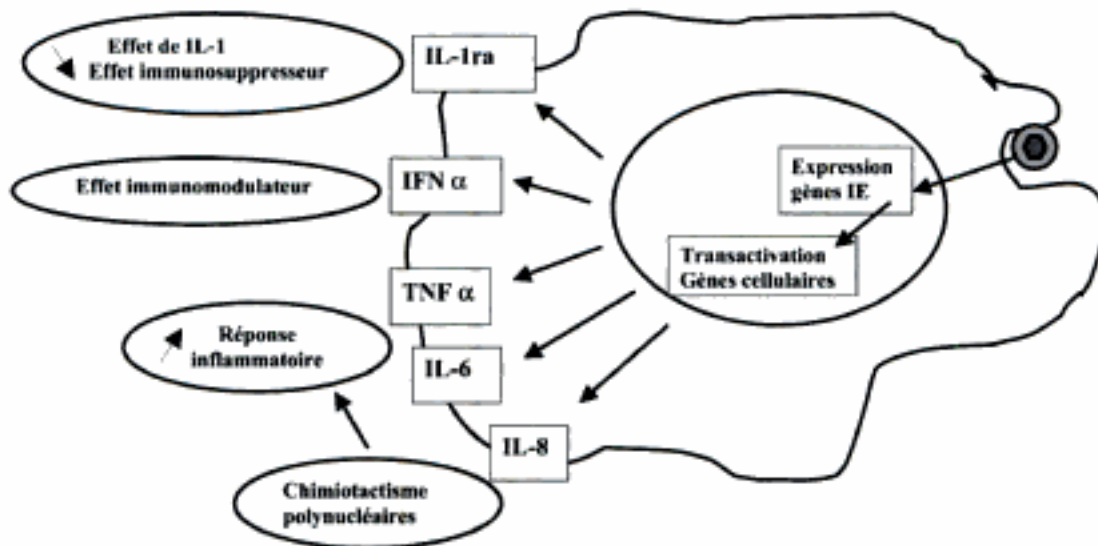 Effet de IL-1
Effet immunosuppresseur
IL-1ra
Effet immunomodulateur
IFN α
Expression
gènes IE
Transactivation
Gènes cellulaires
TNF α
Réponse
inflammatoire
IL-6
IL-8
Chimiotactisme
polynucléaires